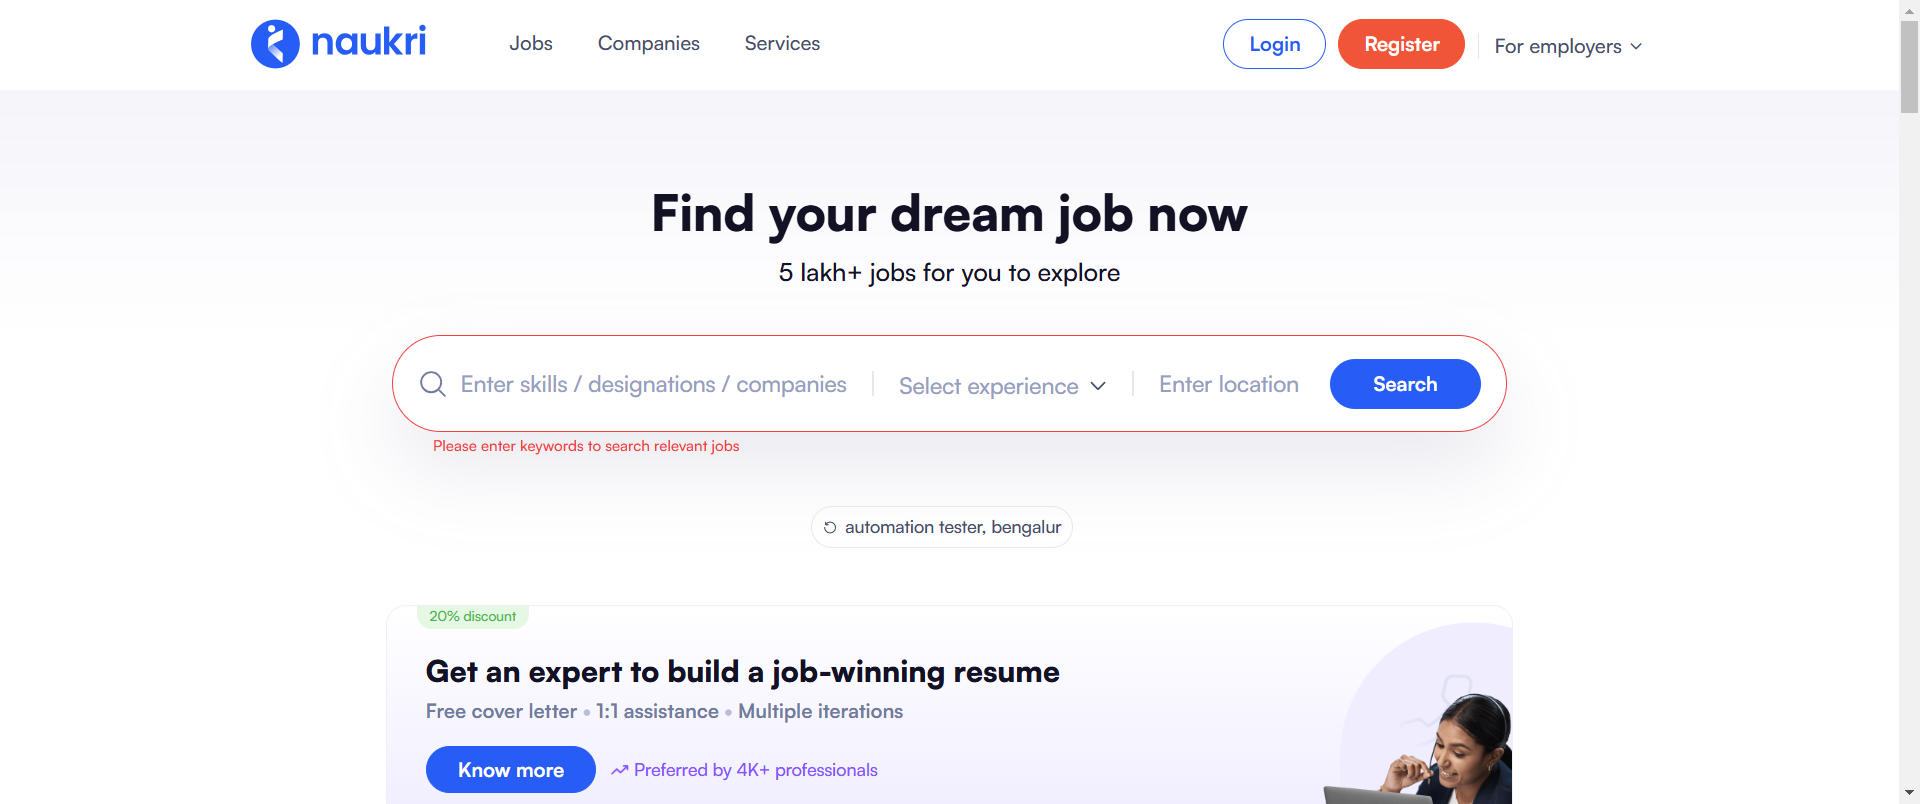 naukri Jobs Companies Services Login Register For employers
Find your dream job now
5 lakh+ jobs for you to explore
Enter skills / designations / companies Select experience Enter location Search
Please enter keywords to search relevant jobs
automation tester, bengalur
20% discount
Get an expert to build a job-winning resume
Free cover letter • 1:1 assistance • Multiple iterations
Know more Preferred by 4K+ professionals